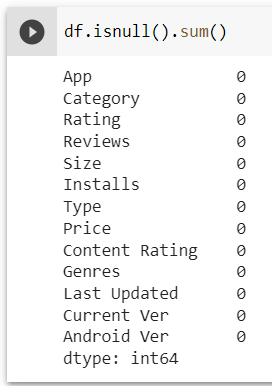 df.isnull().sum()
App 0
Category 0
Rating 0
Reviews 0
Size 0
Installs 0
Type 0
Price 0
Content Rating 0
Genres 0
Last Updated 0
Current Ver 0
Android Ver 0
dtype: int64